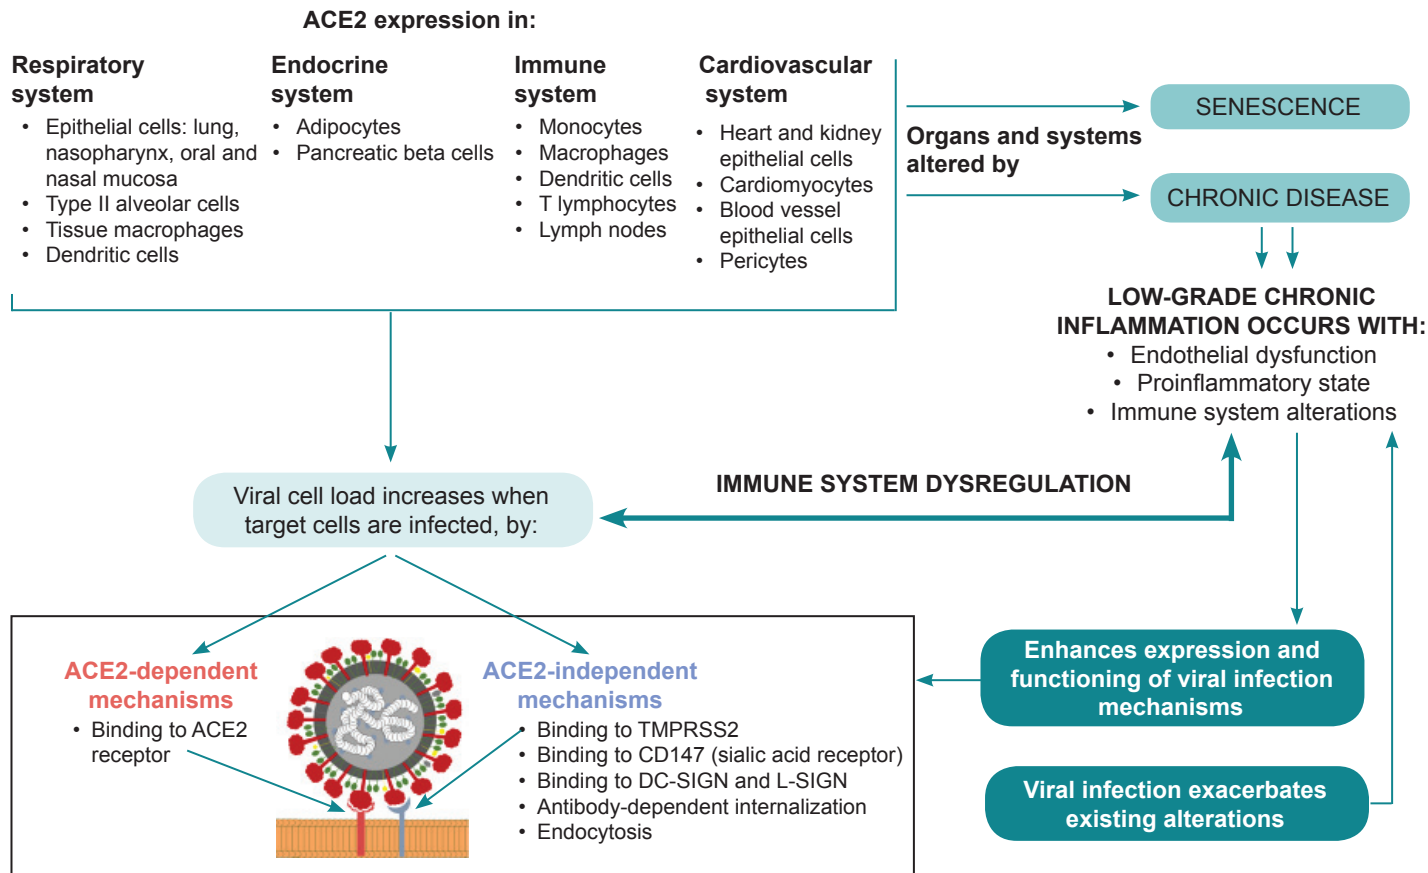 ACE2 expression in:
Respiratory
system
• Epithelial cells: lung,
nasopharynx, oral and
nasal mucosa
• Type II alveolar cells
• Tissue macrophages
• Dendritic cells
Endocrine
system
• Adipocytes
• Pancreatic beta cells
Immune
system
• Monocytes
• Macrophages
• Dendritic cells
• T lymphocytes
• Lymph nodes
Cardiovascular
system
• Heart and kidney
epithelial cells
• Cardiomyocytes
• Blood vessel
epithelial cells
• Pericytes
Organs and systems
altered by
SENESCENCE
CHRONIC DISEASE
LOW-GRADE CHRONIC
INFLAMMATION OCCURS WITH:
• Endothelial dysfunction
• Proinflammatory state
• Immune system alterations
IMMUNE SYSTEM DYSREGULATION
Viral cell load increases when
target cells are infected, by:
ACE2-dependent
mechanisms
• Binding to ACE2
receptor
ACE2-independent
mechanisms
• Binding to TMPRSS2
• Binding to CD147 (sialic acid receptor)
• Binding to DC-SIGN and L-SIGN
• Antibody-dependent internalization
• Endocytosis
Enhances expression and
functioning of viral infection
mechanisms
Viral infection exacerbates
existing alterations